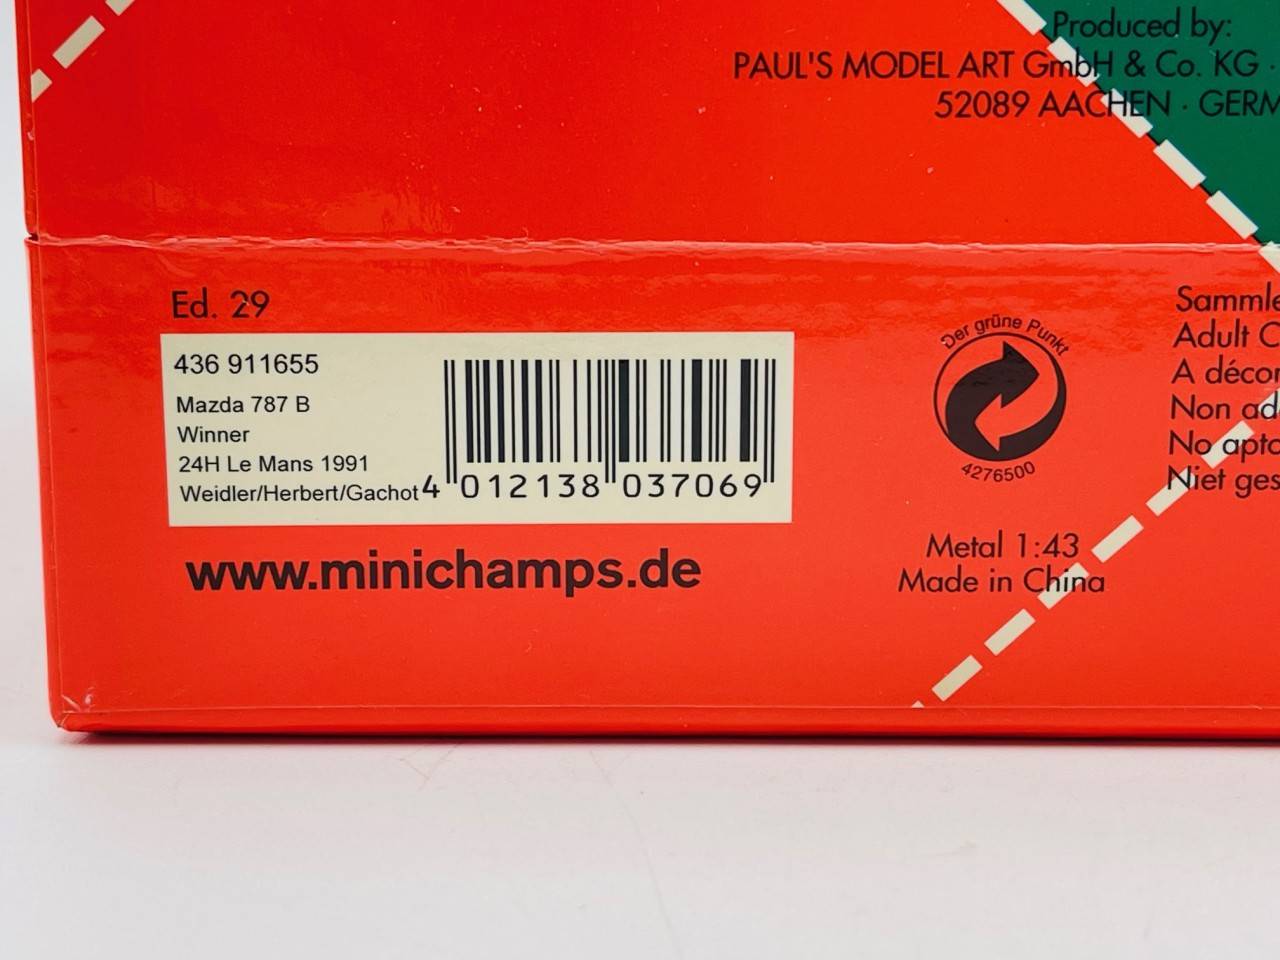 Produced by:
PAUL'S MODEL ART GmbH & Co. KG ·
52089 AACHEN · GERM
Ed. 29
436 911655
Mazda 787 B
Winner
24H Le Mans 1991
Weidler/Herbert/Gachot
4 012138 037069
www.minichamps.de
Der grüne Punkt
4276500
Metal 1:43
Made in China
Sammle
Adult C
A décor
Non ad
No apto
Niet ges